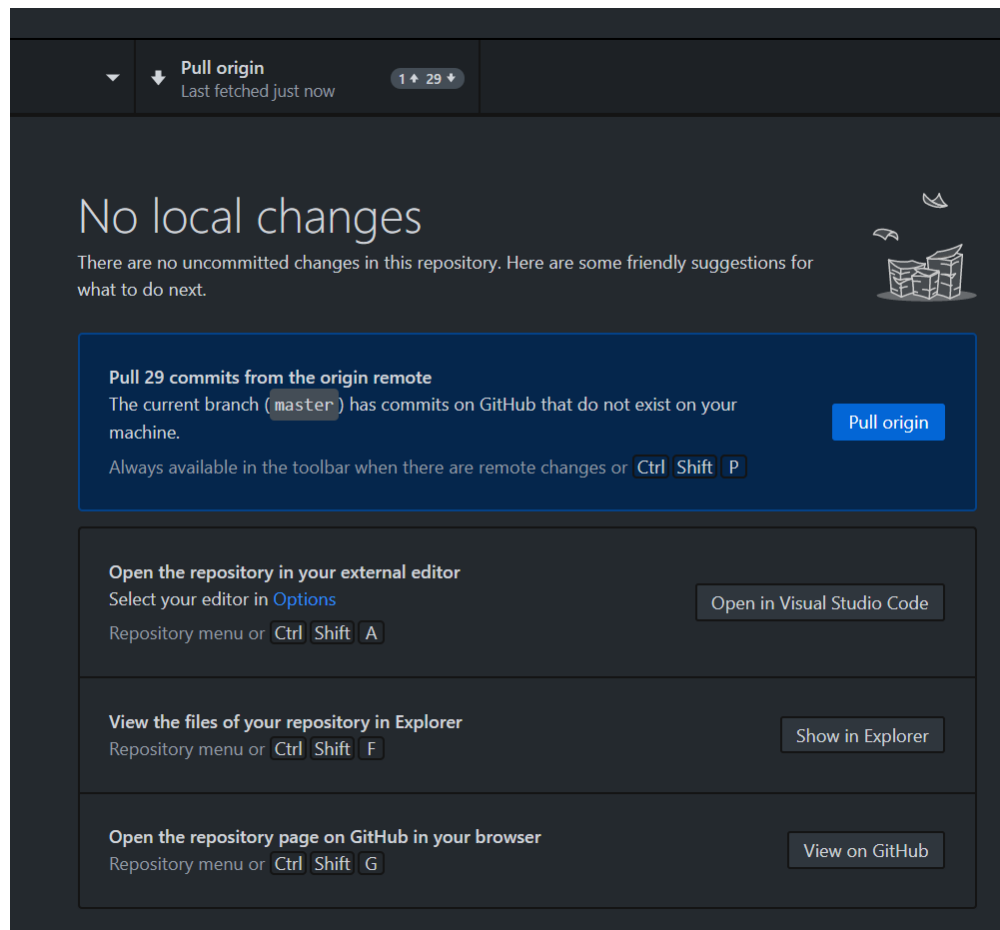 Pull origin
Last fetched just now
1 29
No local changes
There are no uncommitted changes in this repository. Here are some friendly suggestions for
what to do next.
Pull 29 commits from the origin remote
The current branch (master) has commits on GitHub that do not exist on your
machine.
Pull origin
Always available in the toolbar when there are remote changes or Ctrl Shift P
Open the repository in your external editor
Select your editor in Options
Open in Visual Studio Code
Repository menu or Ctrl Shift A
View the files of your repository in Explorer
Show in Explorer
Repository menu or Ctrl Shift F
Open the repository page on GitHub in your browser
View on GitHub
Repository menu or Ctrl Shift G